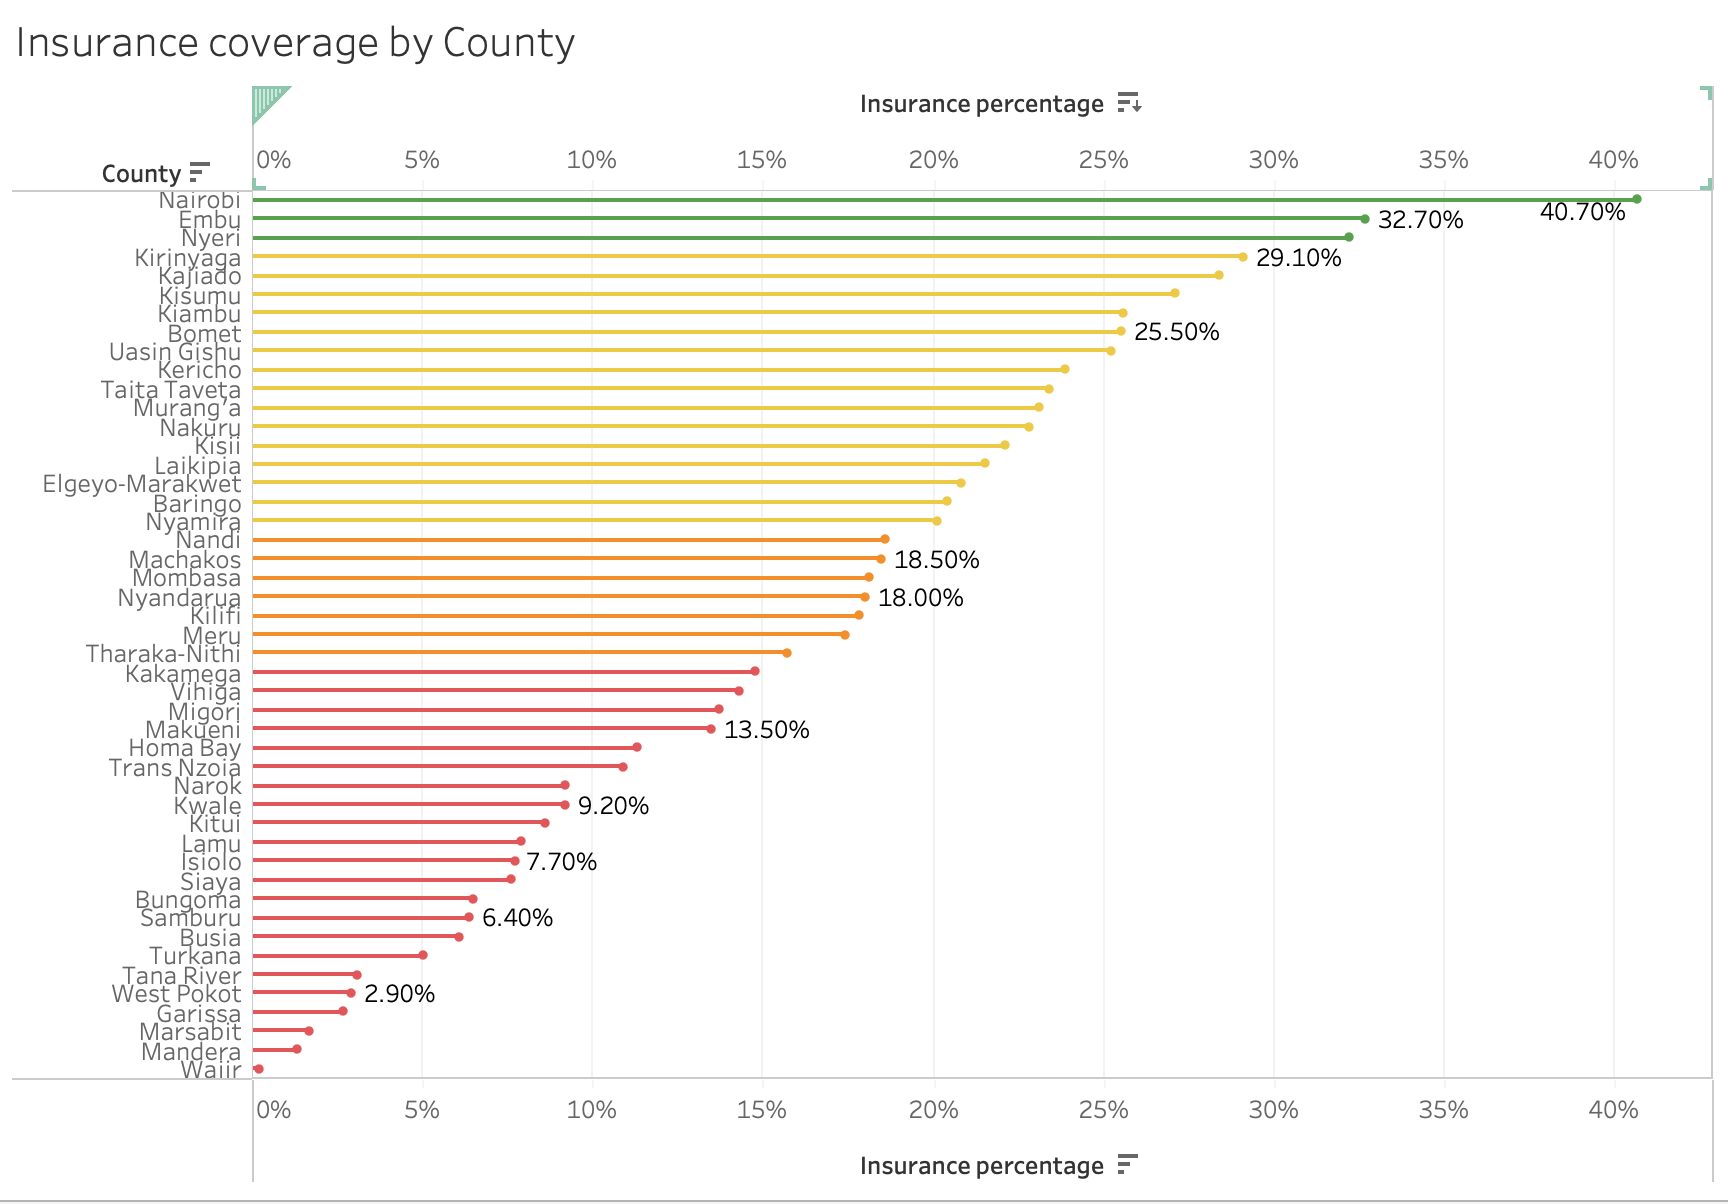 Insurance coverage by County
Insurance percentage
County
0% 5% 10% 15% 20% 25% 30% 35% 40%
Nairobi 40.70%
Embu 32.70%
Nyeri
Kirinyaga 29.10%
Kajiado
Kisumu
Kiambu
Bomet 25.50%
Uasin Gishu
Kericho
Taita Taveta
Murang'a
Nakuru
Kisii
Laikipia
Elgeyo-Marakwet
Baringo
Nyamira
Nandi
Machakos 18.50%
Mombasa
Nyandarua 18.00%
Kilifi
Meru
Tharaka-Nithi
Kakamega
Vihiga
Migori
Makueni 13.50%
Homa Bay
Trans Nzoia
Narok
Kwale 9.20%
Kitui
Lamu
Isiolo 7.70%
Siaya
Bungoma
Samburu 6.40%
Busia
Turkana
Tana River
West Pokot 2.90%
Garissa
Marsabit
Mandera
Wajir
0% 5% 10% 15% 20% 25% 30% 35% 40%
Insurance percentage